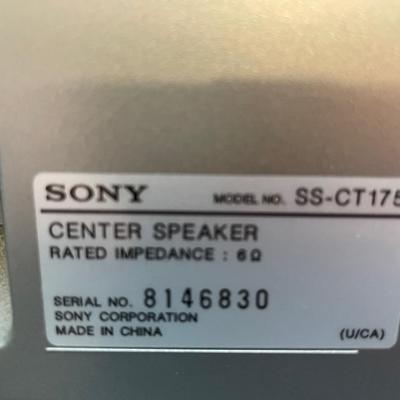 SONY MODEL NO. SS-CT175
CENTER SPEAKER
RATED IMPEDANCE : 6Ω
SERIAL NO. 8146830
SONY CORPORATION
MADE IN CHINA (U/CA)